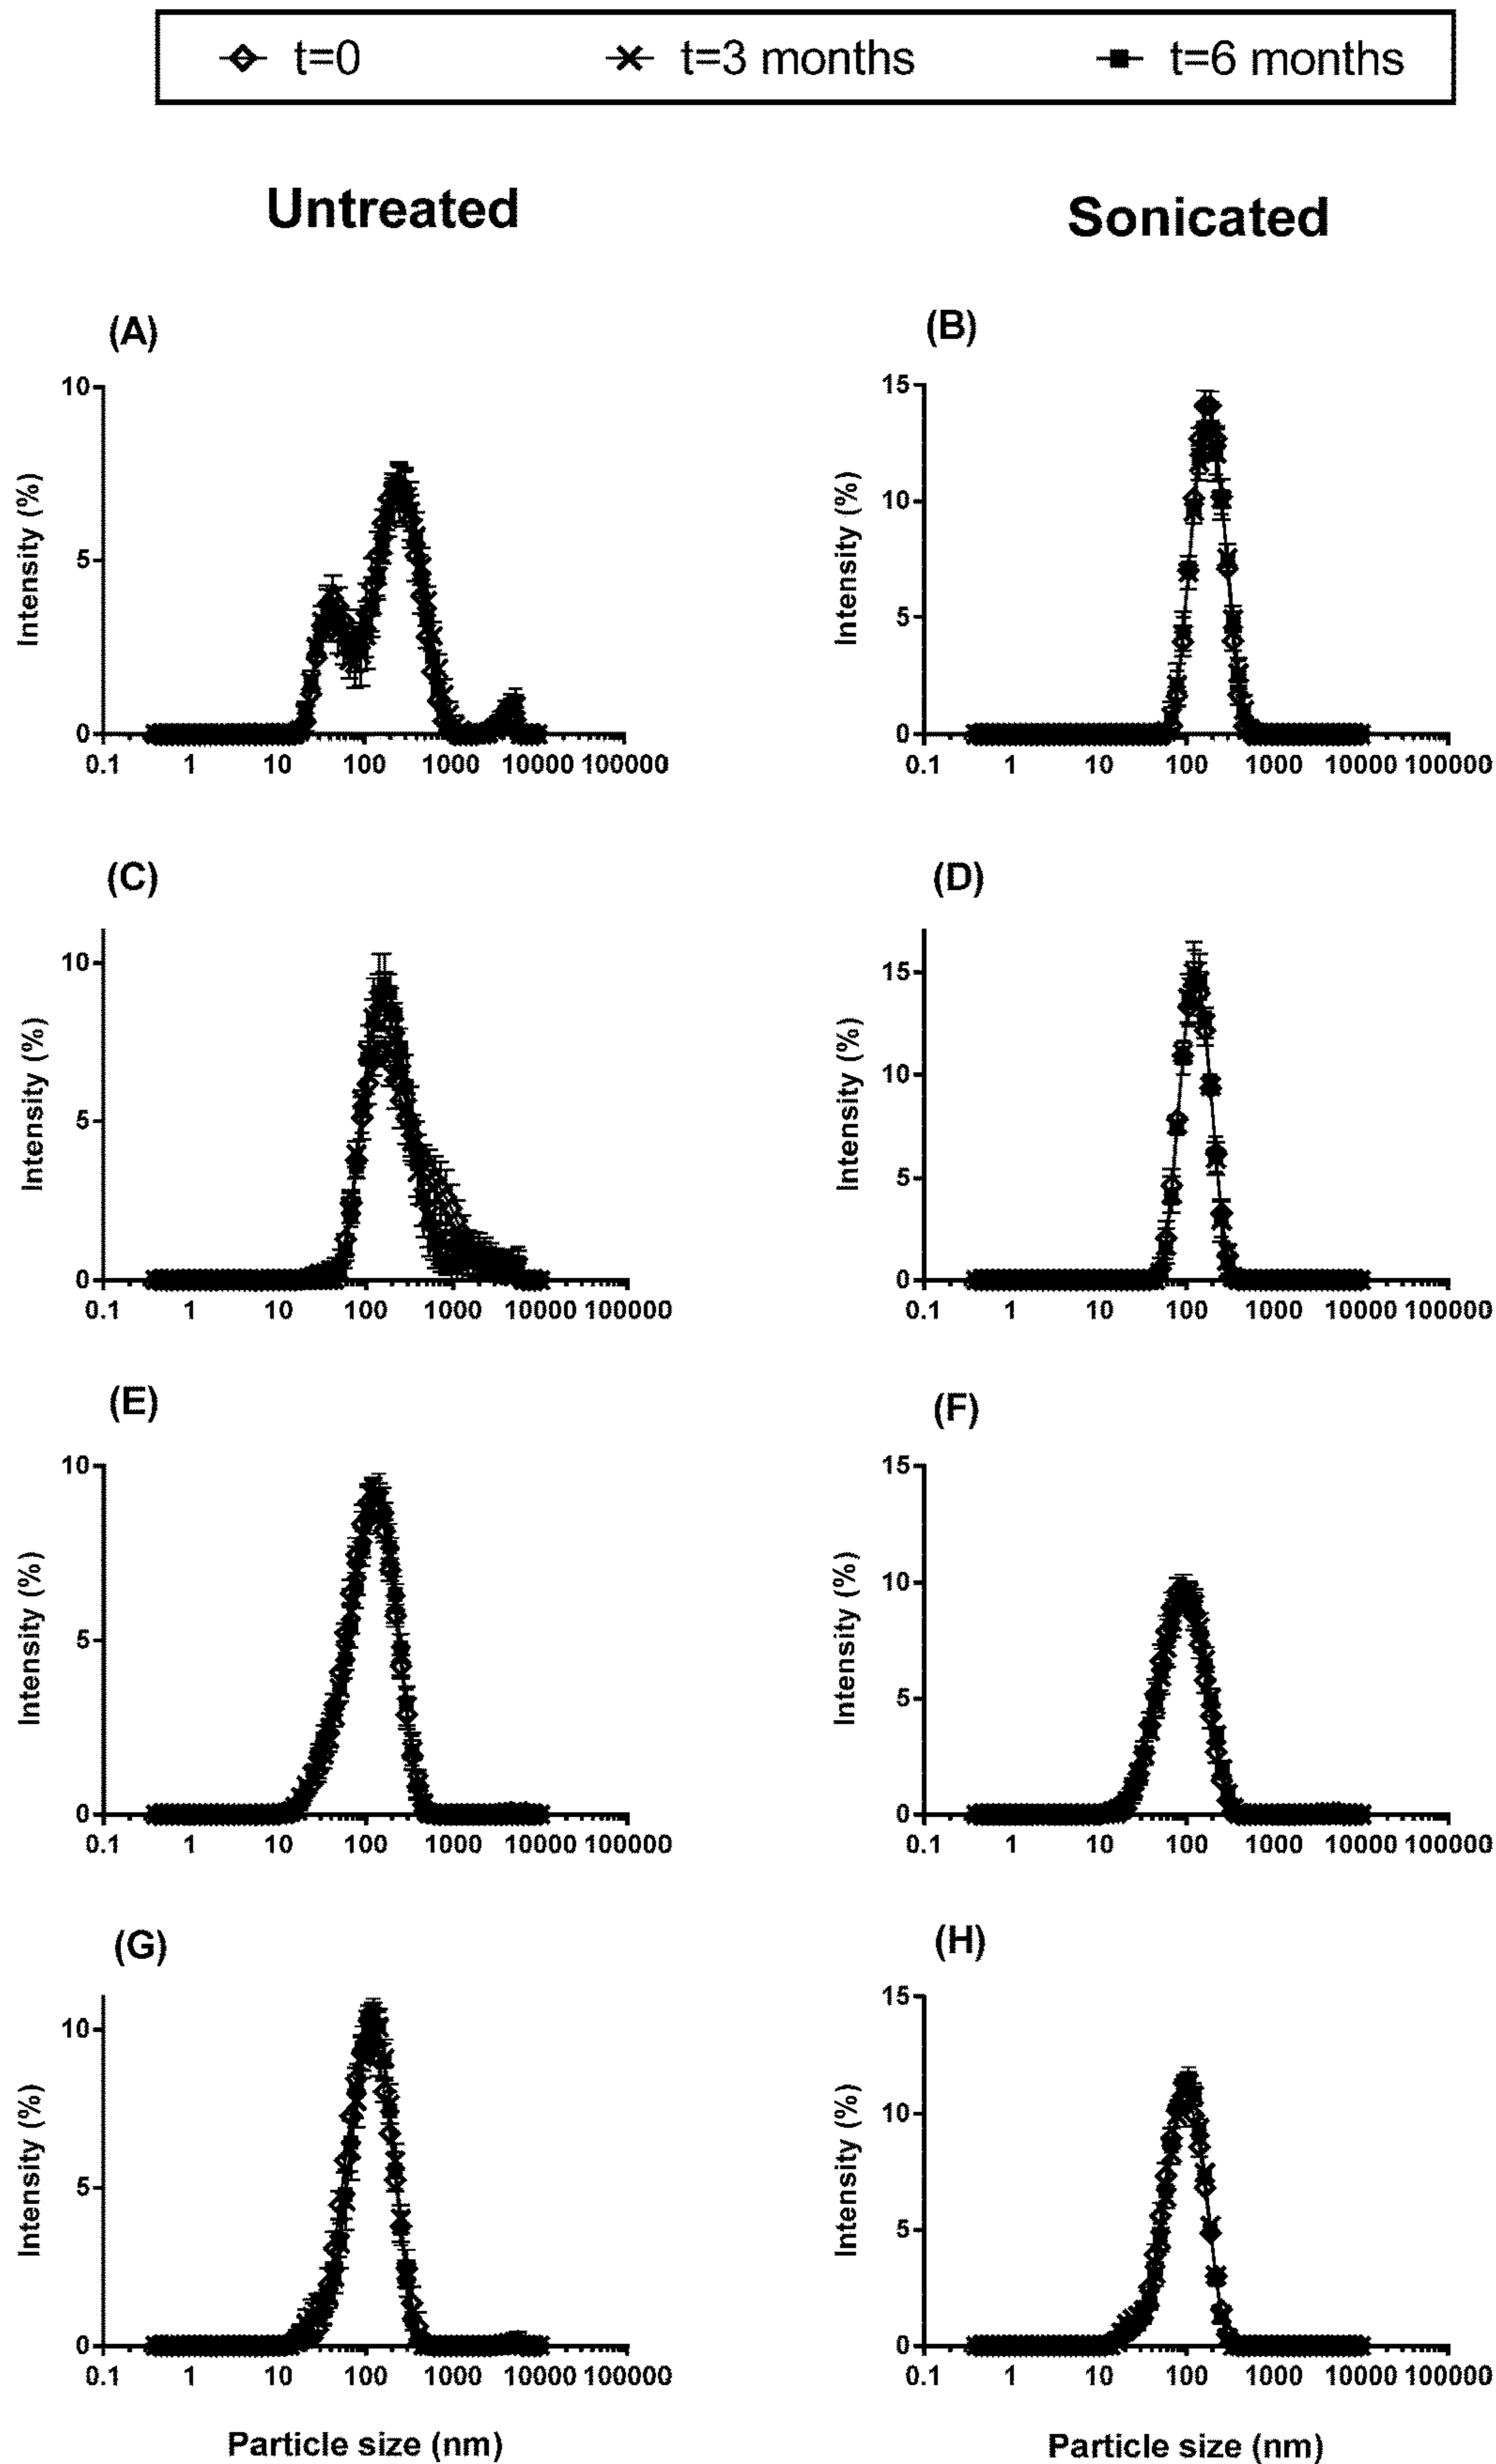 t=0 t=3 months t=6 months
Untreated Sonicated
(A) (B)
10 15
Intensity (%) 5 Intensity (%) 10
5
0 0
0.1 1 10 100 1000 10000 100000 0.1 1 10 100 1000 10000 100000
(C) (D)
10 15
Intensity (%) 5 Intensity (%) 10
5
0 0
0.1 1 10 100 1000 10000 100000 0.1 1 10 100 1000 10000 100000
(E) (F)
10 15
Intensity (%) 5 Intensity (%) 10
5
0 0
0.1 1 10 100 1000 10000 100000 0.1 1 10 100 1000 10000 100000
(G) (H)
10 15
Intensity (%) 5 Intensity (%) 10
5
0 0
0.1 1 10 100 1000 10000 100000 0.1 1 10 100 1000 10000 100000
Particle size (nm) Particle size (nm)